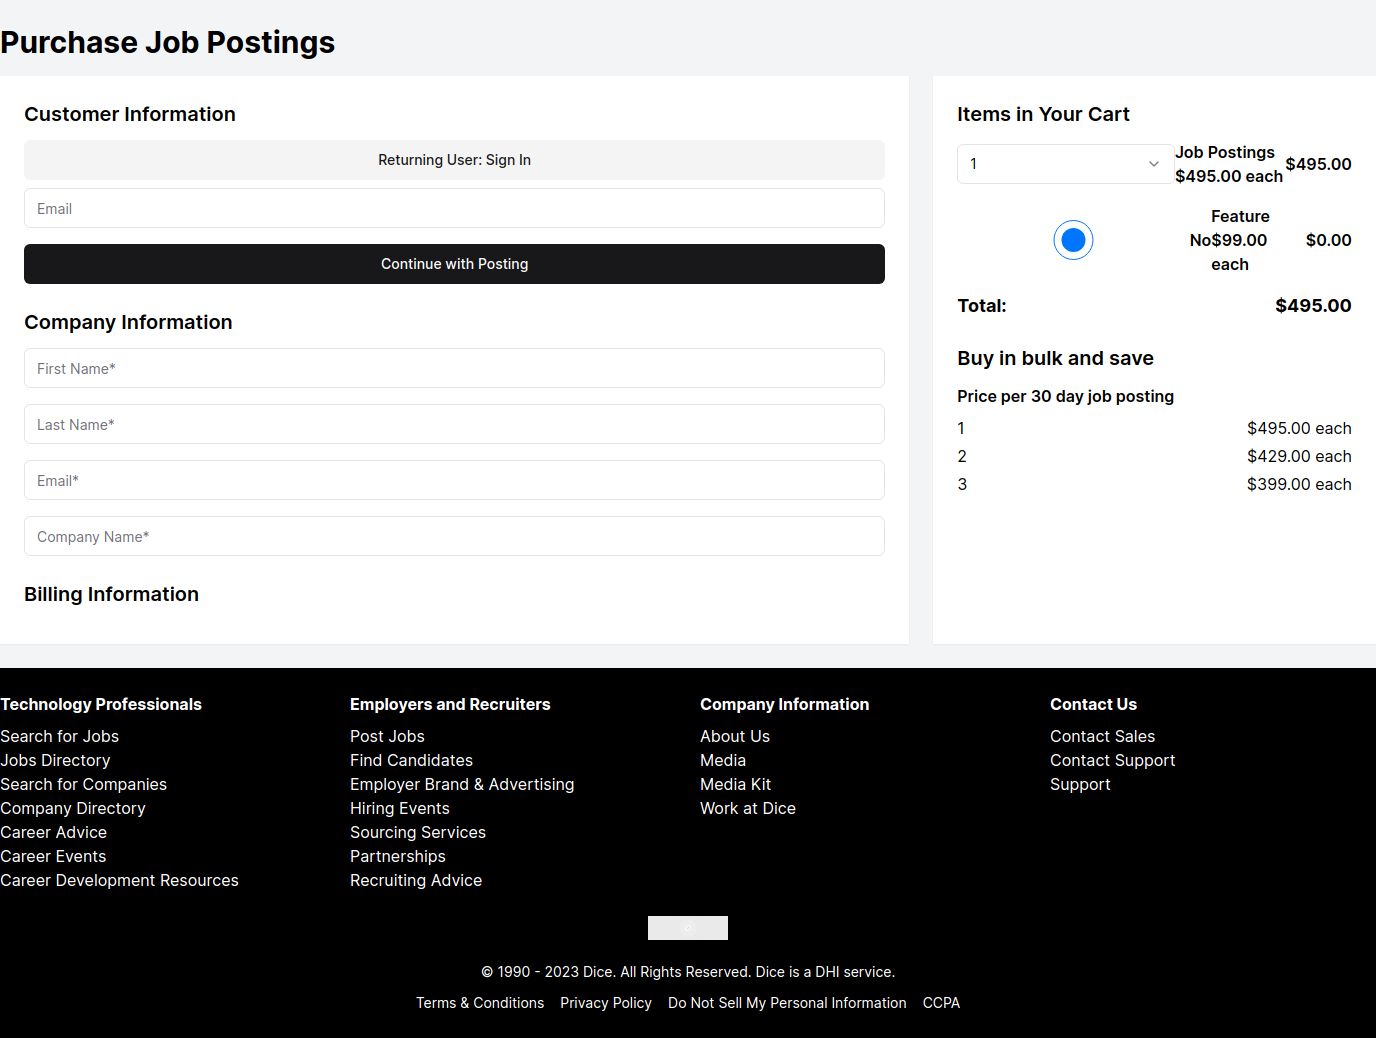 Purchase Job Postings
Customer Information
Returning User: Sign In
Email
Continue with Posting
Company Information
First Name*
Last Name*
Email*
Company Name*
Billing Information
Items in Your Cart
1
Job Postings
$495.00 each
$495.00
No
Feature
$99.00
each
$0.00
Total: $495.00
Buy in bulk and save
Price per 30 day job posting
1 $495.00 each
2 $429.00 each
3 $399.00 each
Technology Professionals
Search for Jobs
Jobs Directory
Search for Companies
Company Directory
Career Advice
Career Events
Career Development Resources
Employers and Recruiters
Post Jobs
Find Candidates
Employer Brand & Advertising
Hiring Events
Sourcing Services
Partnerships
Recruiting Advice
Company Information
About Us
Media
Media Kit
Work at Dice
Contact Us
Contact Sales
Contact Support
Support
© 1990 - 2023 Dice. All Rights Reserved. Dice is a DHI service.
Terms & Conditions Privacy Policy Do Not Sell My Personal Information CCPA